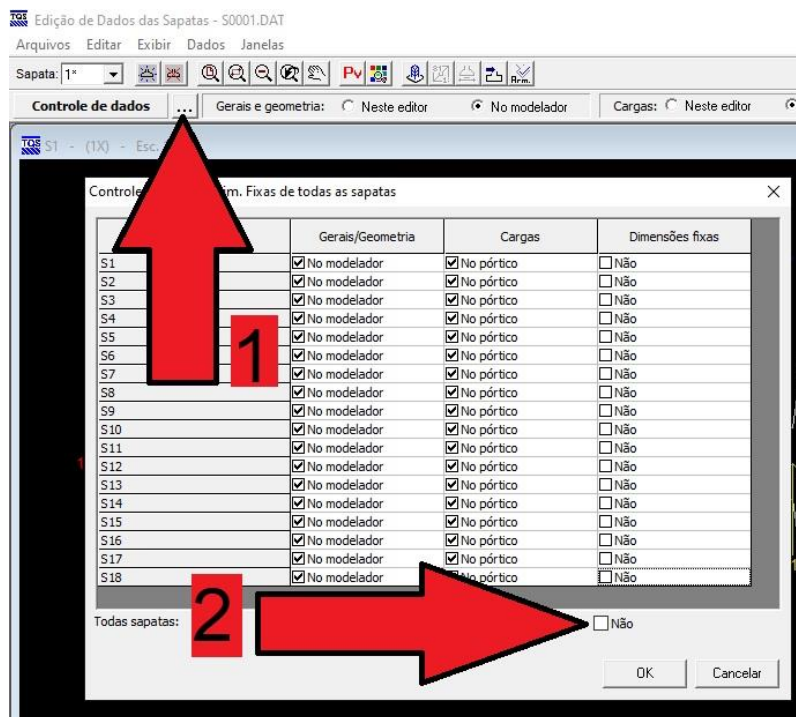 TQS Edição de Dados das Sapatas - S0001.DAT
Arquivos Editar Exibir Dados Janelas
Sapata: 1* Pv Arm.
Controle de dados ... Gerais e geometria: Neste editor No modelador Cargas: Neste editor
TQS S1 - (1X) - Esc.
Fixas de todas as sapatas
Gerais/Geometria Cargas Dimensões fixas
S1 No modelador No pórtico Não
S2 No modelador No pórtico Não
S3 No modelador No pórtico Não
S4 No modelador No pórtico Não
S5 No modelador No pórtico Não
S6 No modelador No pórtico Não
S7 No modelador No pórtico Não
S8 No modelador No pórtico Não
S9 No modelador No pórtico Não
S10 No modelador No pórtico Não
S11 No modelador No pórtico Não
S12 No modelador No pórtico Não
S13 No modelador No pórtico Não
S14 No modelador No pórtico Não
S15 No modelador No pórtico Não
S16 No modelador No pórtico Não
S17 No modelador No pórtico Não
S18 No modelador No pórtico Não
1
2
Todas sapatas: Não
OK Cancelar